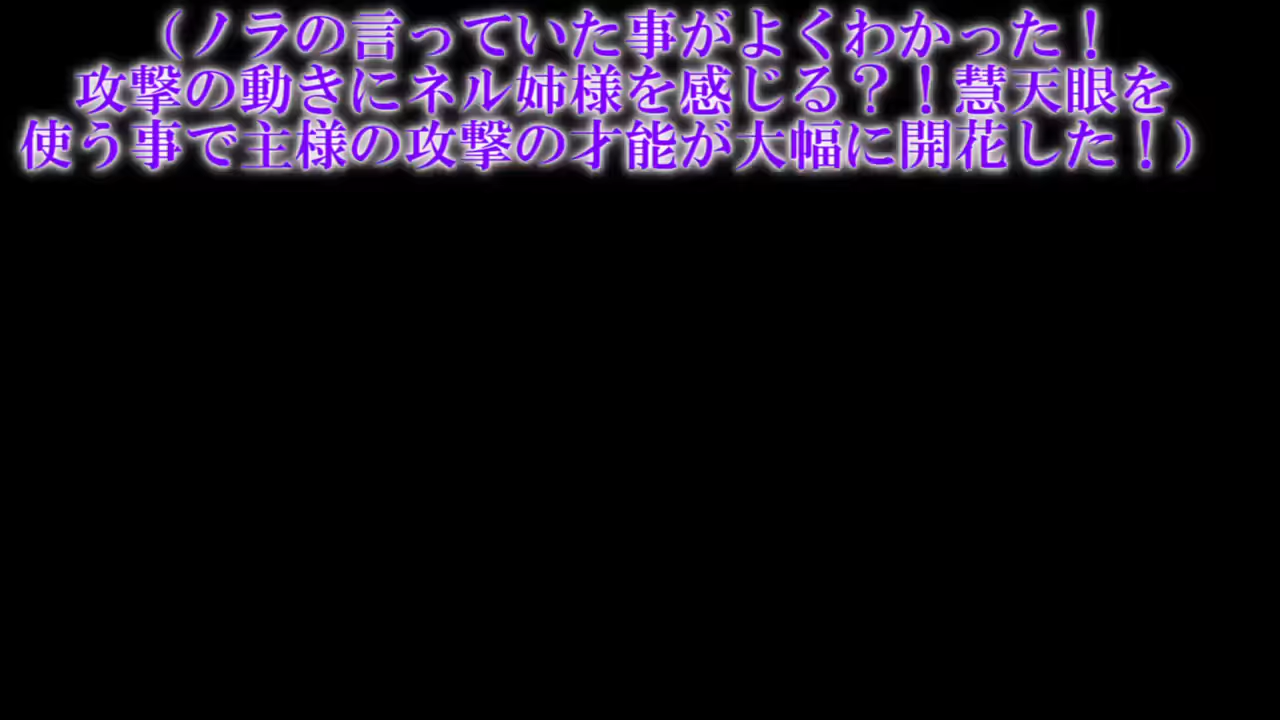 （ノラの言っていた事がよくわかった！
攻撃の動きにネル姉様を感じる？！慧天眼を
使う事で主様の攻撃の才能が大幅に開花した！）